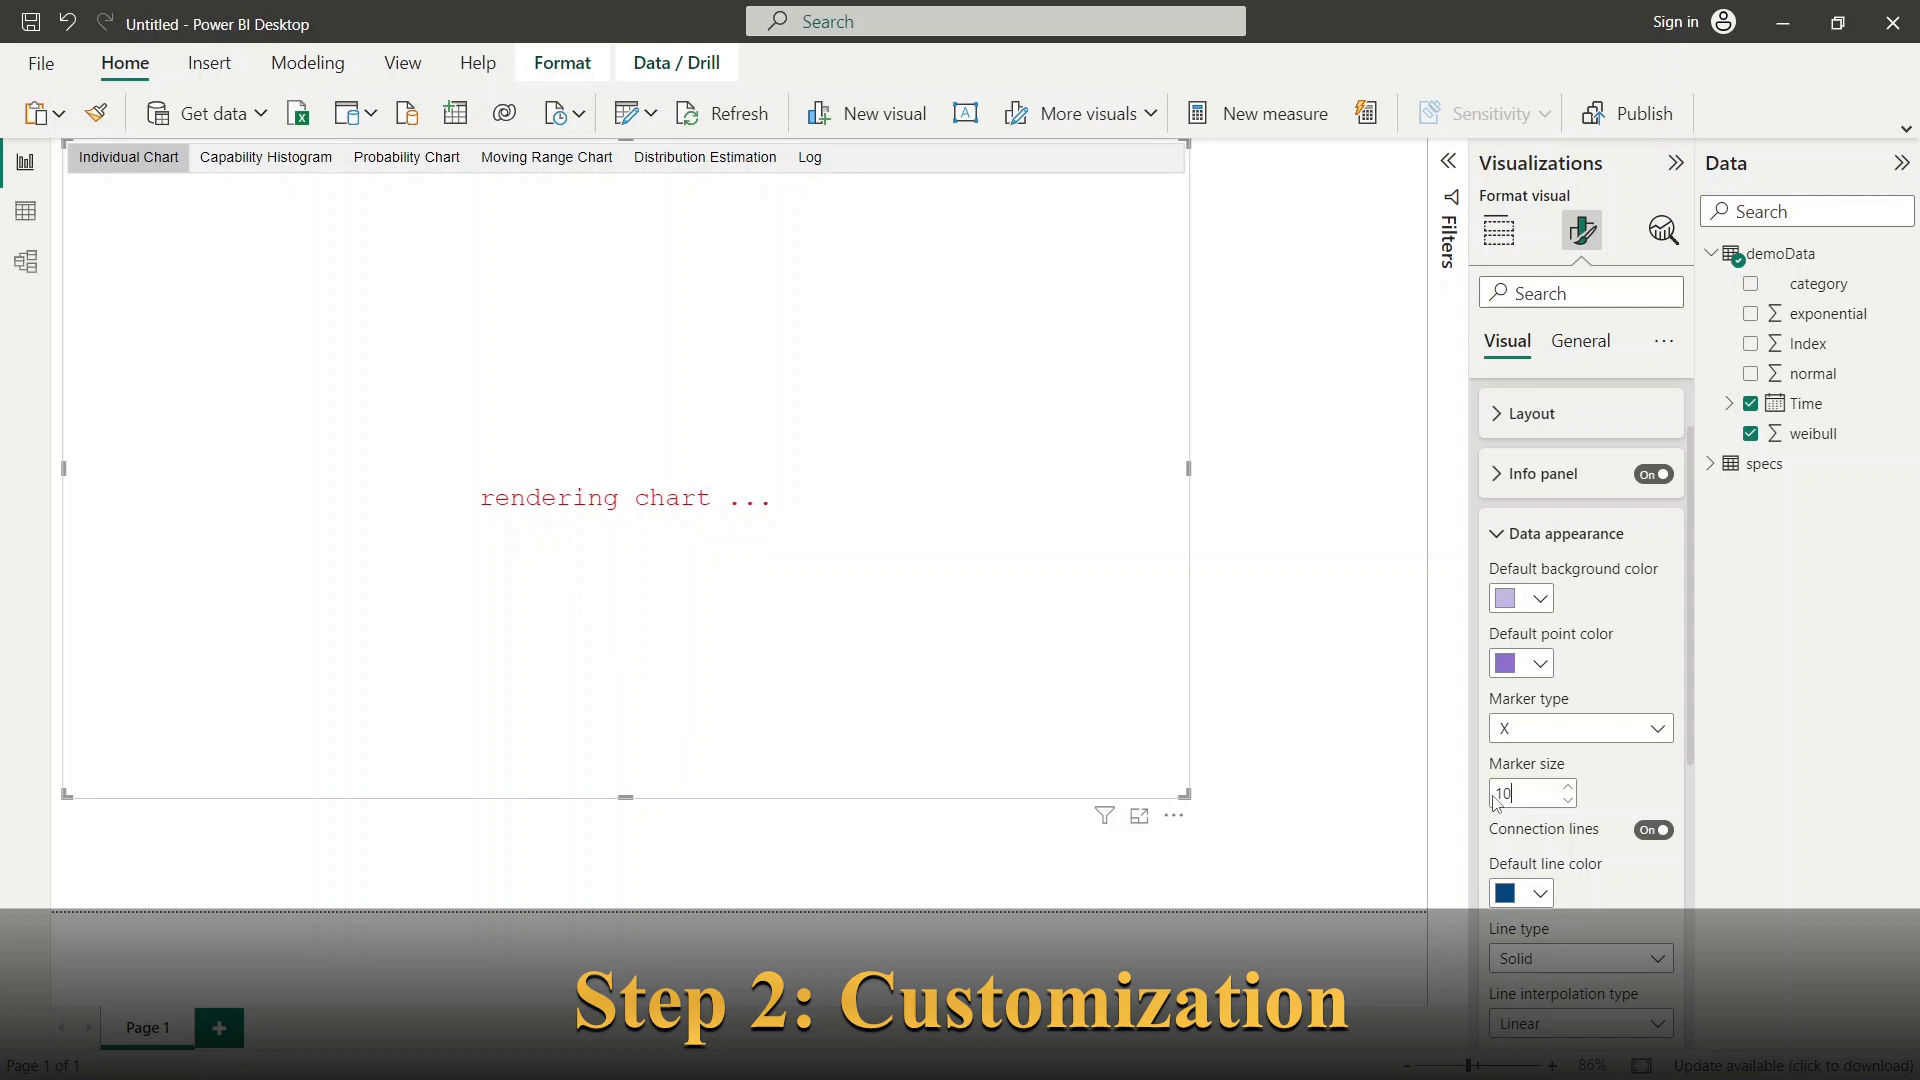 Untitled - Power BI Desktop
Search
Sign in
File Home Insert Modeling View Help Format Data / Drill
Get data Refresh New visual More visuals New measure Sensitivity Publish
Individual Chart Capability Histogram Probability Chart Moving Range Chart Distribution Estimation Log
rendering chart ...
Filters
Visualizations
Format visual
Search
Visual General
Layout
Info panel On
Data appearance
Default background color
Default point color
Marker type
X
Marker size
10
Connection lines On
Default line color
Line type
Solid
Line interpolation type
Linear
Data
Search
demoData
category
exponential
Index
normal
Time
weibull
specs
Step 2: Customization
Page 1
Page 1 of 1
86%
Update available (click to download)